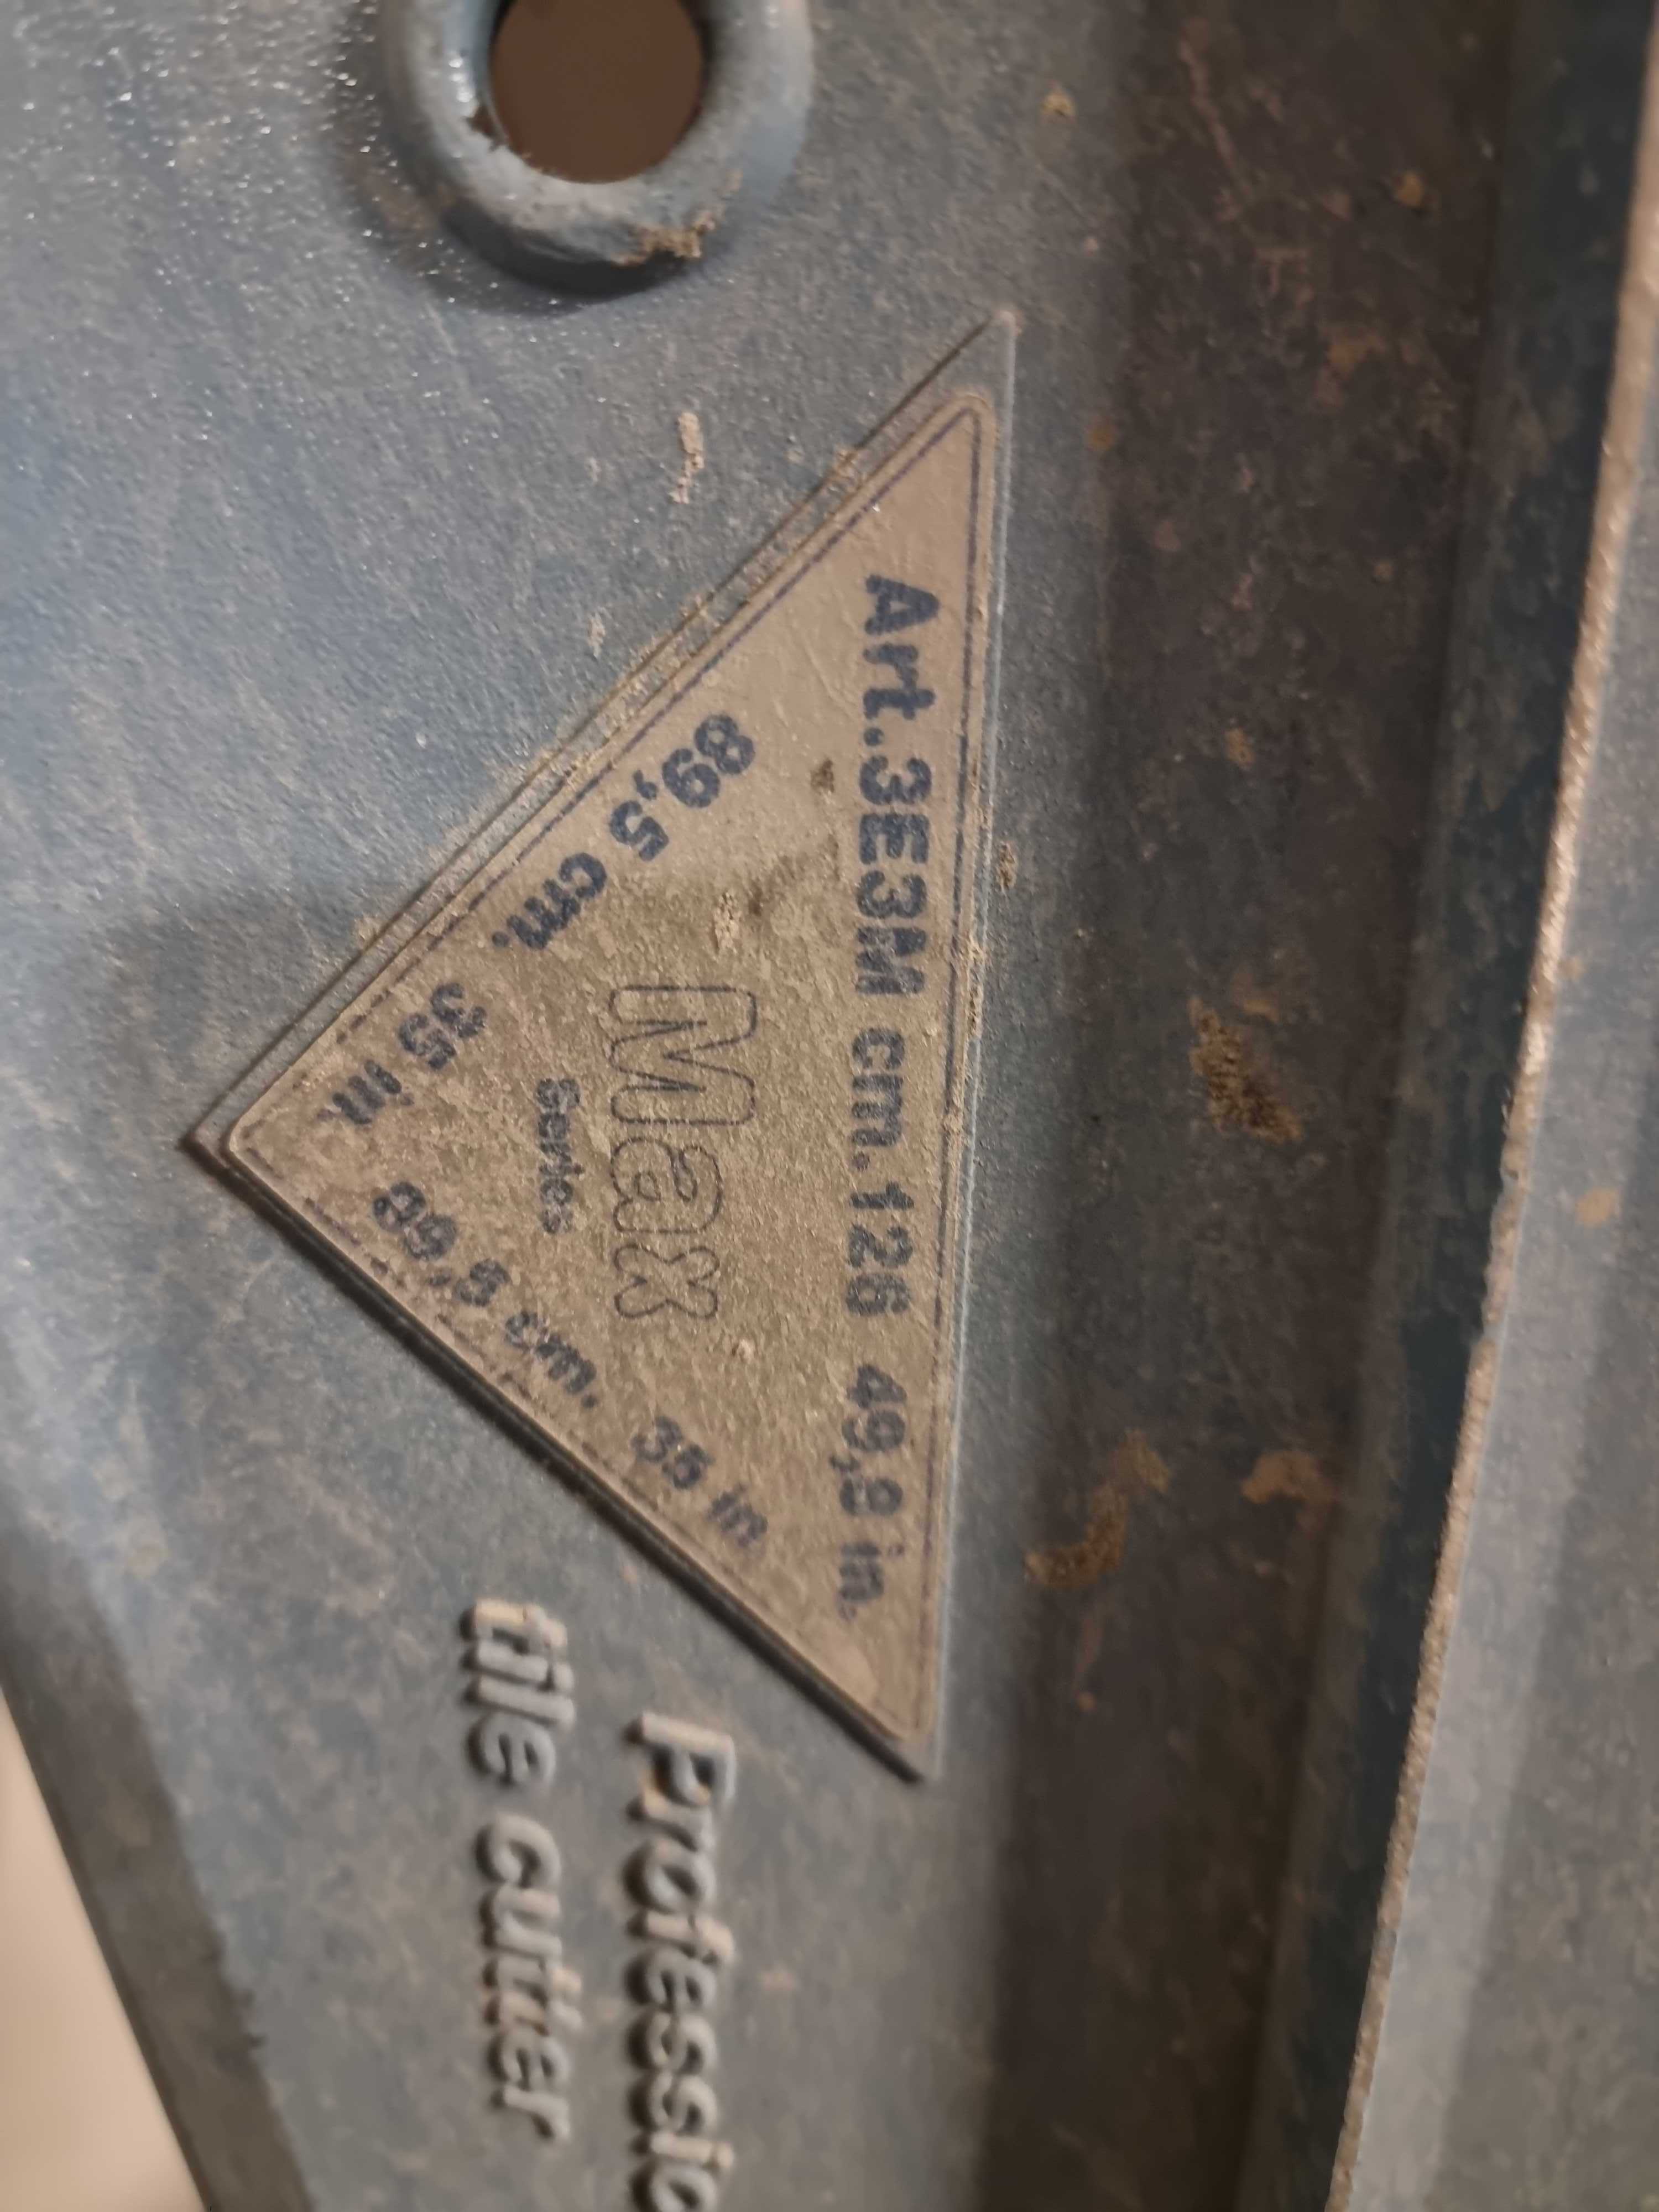 Art.3E3M cm.126 49,2 in.
89,5 cm. 35 in.
Max
Series
89,5 cm. 35 in
Professio
tile cutter